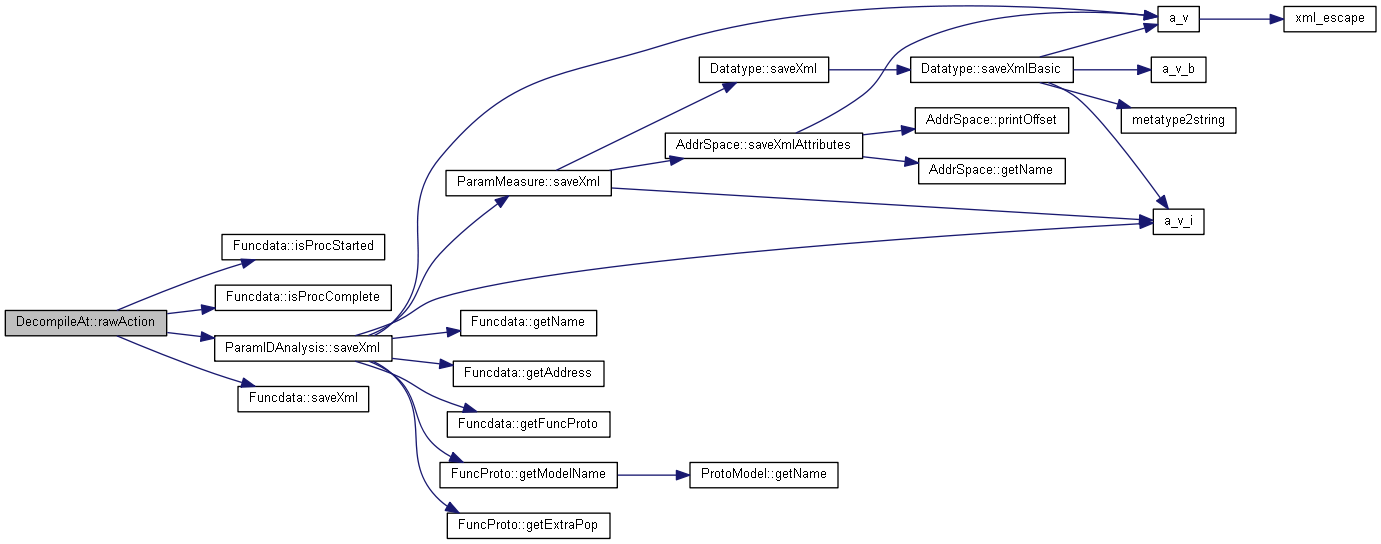 a_v
xml_escape
Datatype::saveXml
Datatype::saveXmlBasic
a_v_b
AddrSpace::printOffset
metatype2string
AddrSpace::saveXmlAttributes
AddrSpace::getName
ParamMeasure::saveXml
a_v_i
Funcdata::isProcStarted
Funcdata::isProcComplete
DecompileAt::rawAction
Funcdata::getName
ParamIDAnalysis::saveXml
Funcdata::getAddress
Funcdata::saveXml
Funcdata::getFuncProto
FuncProto::getModelName
ProtoModel::getName
FuncProto::getExtraPop